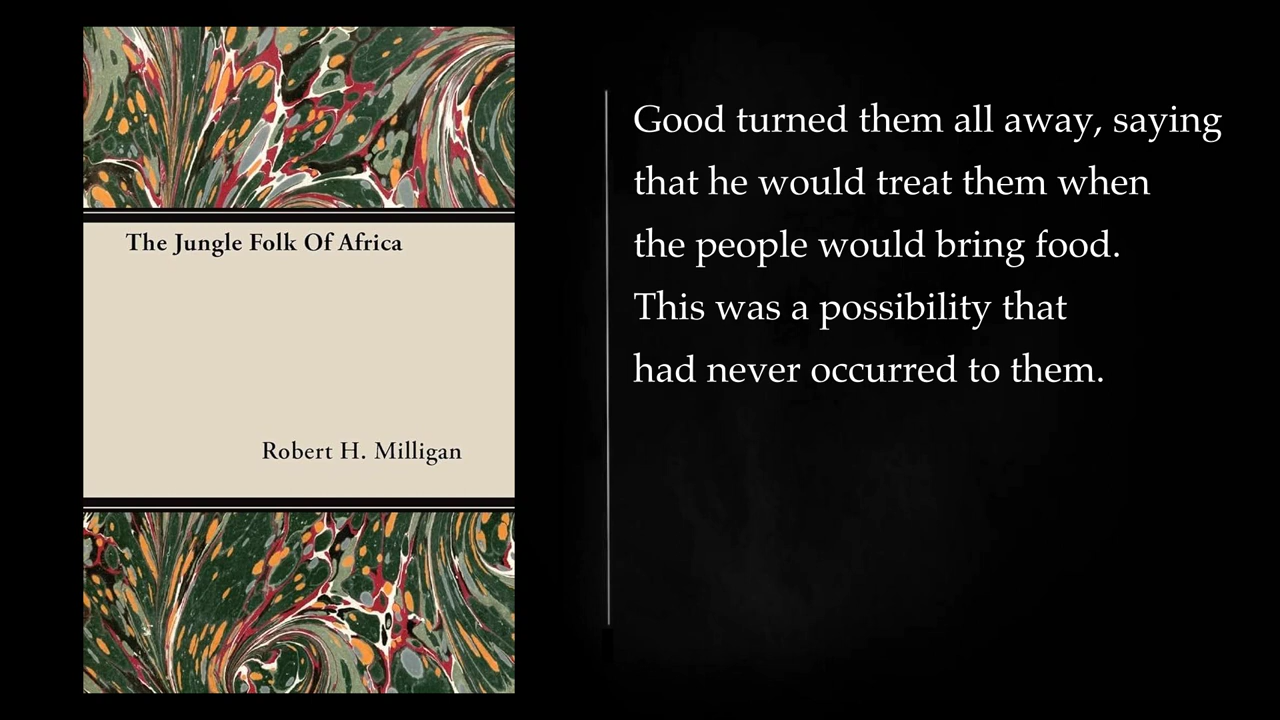 The Jungle Folk Of Africa
Robert H. Milligan
Good turned them all away, saying
that he would treat them when
the people would bring food.
This was a possibility that
had never occurred to them.